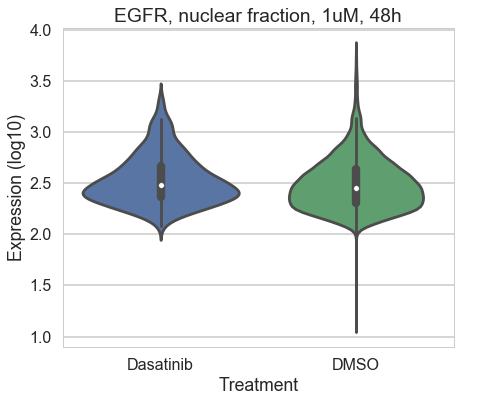 EGFR, nuclear fraction, 1uM, 48h
4.0
3.5
3.0
2.5
2.0
1.5
1.0
Expression (log10)
Dasatinib DMSO
Treatment